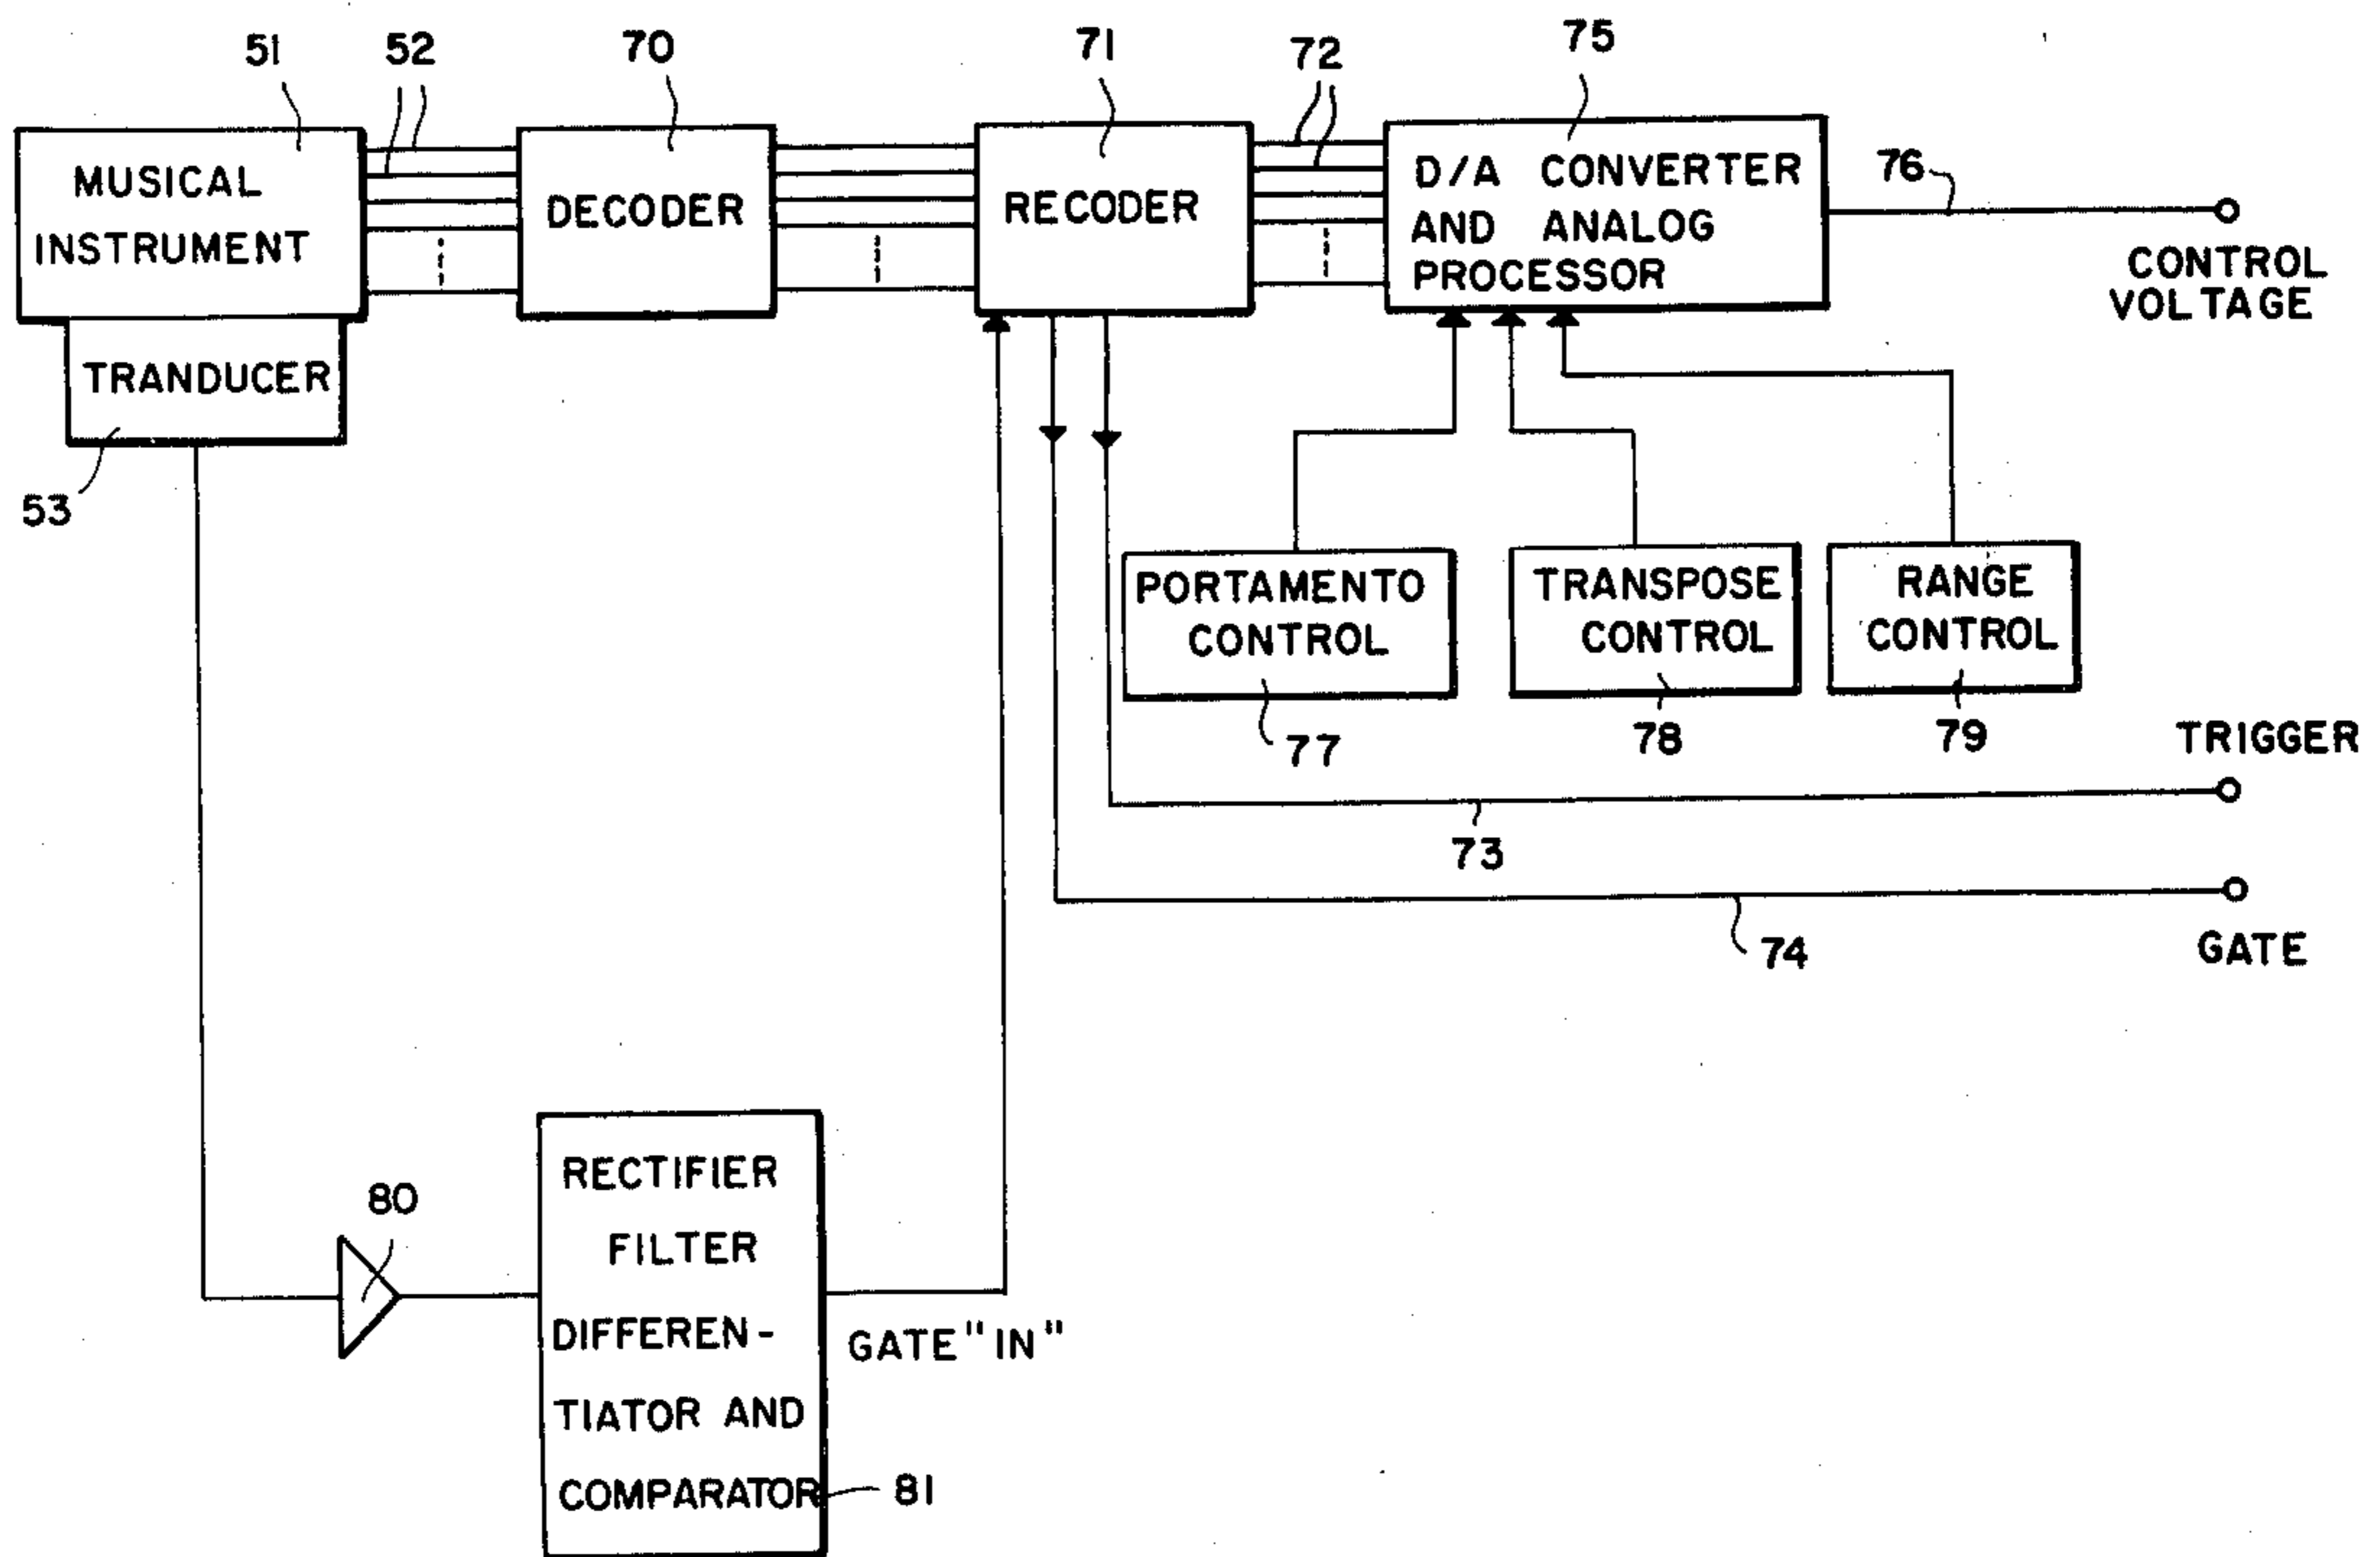 51
52
70
71
72
75
MUSICAL
INSTRUMENT
DECODER
RECODER
D/A CONVERTER
AND ANALOG
PROCESSOR
76
CONTROL
VOLTAGE
TRANDUCER
53
PORTAMENTO
CONTROL
77
TRANSPOSE
CONTROL
78
RANGE
CONTROL
79
TRIGGER
73
74
GATE
80
RECTIFIER
FILTER
DIFFEREN-
TIATOR AND
COMPARATOR
81
GATE "IN"